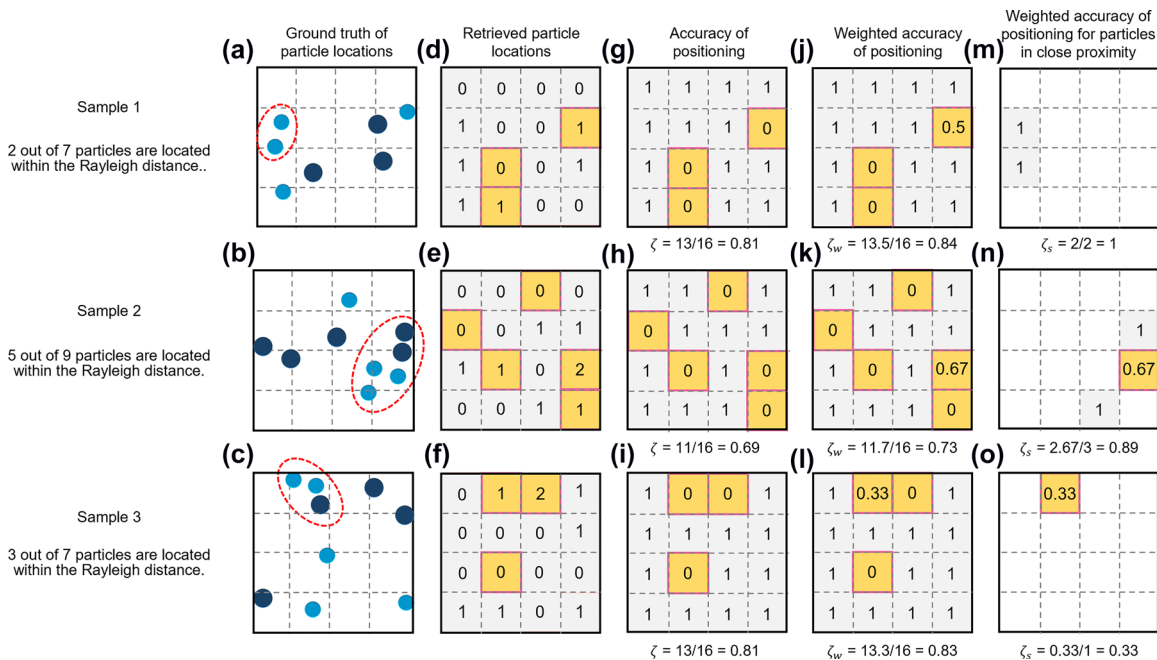 Ground truth of
particle locations
Retrieved particle
locations
Accuracy of
positioning
Weighted accuracy
of positioning
Weighted accuracy of
positioning for particles
in close proximity
(a) (d) (g) (j) (m)
Sample 1
2 out of 7 particles are located
within the Rayleigh distance..
0 0 0 0
1 0 0 1
1 0 0 0
1 1 0 0
1 1 1 1
1 1 1 0
1 0 1 1
1 0 1 1
1 1 1 1
1 1 1 0.5
1 0 1 1
1 0 1 1
1
1
ζ = 13/16 = 0.81
ζw = 13.5/16 = 0.84
ζs = 2/2 = 1
(b) (e) (h) (k) (n)
Sample 2
5 out of 9 particles are located
within the Rayleigh distance.
0 0 0 0
0 0 1 1
1 1 0 2
0 0 1 1
1 1 0 1
0 1 1 1
1 0 1 0
1 1 1 0
1 1 0 1
0 1 1 1
1 0 1 0.67
1 1 1 0
1
0.67
1
ζ = 11/16 = 0.69
ζw = 11.7/16 = 0.73
ζs = 2.67/3 = 0.89
(c) (f) (i) (l) (o)
Sample 3
3 out of 7 particles are located
within the Rayleigh distance.
0 1 2 1
0 0 0 1
0 0 0 0
1 1 0 1
1 0 0 1
1 1 1 1
1 0 1 1
1 1 1 1
1 0.33 0 1
1 1 1 1
1 0 1 1
1 1 1 1
0.33
ζ = 13/16 = 0.81
ζw = 13.3/16 = 0.83
ζs = 0.33/1 = 0.33